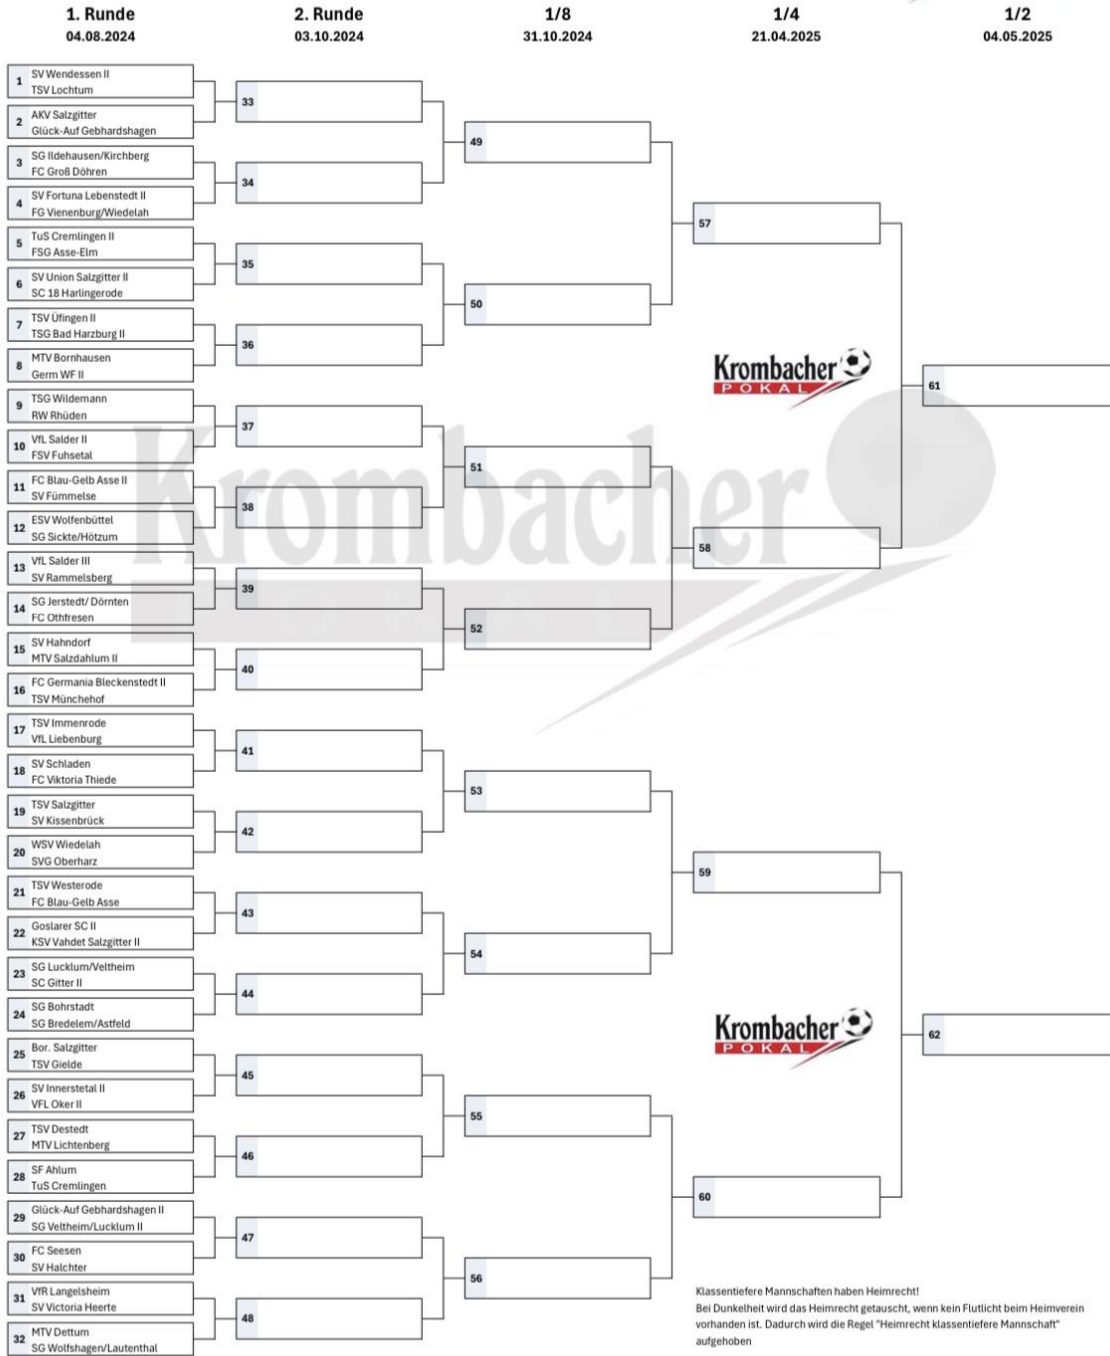 1. Runde
04.08.2024
2. Runde
03.10.2024
1/8
31.10.2024
1/4
21.04.2025
1/2
04.05.2025
1
SV Wendessen II
TSV Lochtum
2
AKV Salzgitter
Glück-Auf Gebhardshagen
3
SG Ildehausen/Kirchberg
FC Groß Döhren
4
SV Fortuna Lebenstedt II
FG Vienenburg/Wiedelah
5
TuS Cremlingen II
FSG Asse-Elm
6
SV Union Salzgitter II
SC 18 Harlingerode
7
TSV Üfingen II
TSG Bad Harzburg II
8
MTV Bornhausen
Germ WF II
9
TSG Wildemann
RW Rhüden
10
VfL Salder II
FSV Fuhsetal
11
FC Blau-Gelb Asse II
SV Fümmelse
12
ESV Wolfenbüttel
SG Sickte/Hötzum
13
VfL Salder III
SV Rammelsberg
14
SG Jerstedt/ Dörnten
FC Othfresen
15
SV Hahndorf
MTV Salzdahlum II
16
FC Germania Bleckenstedt II
TSV Münchehof
17
TSV Immenrode
VfL Liebenburg
18
SV Schladen
FC Viktoria Thiede
19
TSV Salzgitter
SV Kissenbrück
20
WSV Wiedelah
SVG Oberharz
21
TSV Westerode
FC Blau-Gelb Asse
22
Goslarer SC II
KSV Vahdet Salzgitter II
23
SG Lucklum/Veltheim
SC Gitter II
24
SG Bohrstadt
SG Bredelem/Astfeld
25
Bor. Salzgitter
TSV Gielde
26
SV Innerstetal II
VFL Oker II
27
TSV Destedt
MTV Lichtenberg
28
SF Ahlum
TuS Cremlingen
29
Glück-Auf Gebhardshagen II
SG Veltheim/Lucklum II
30
FC Seesen
SV Halchter
31
VfR Langelsheim
SV Victoria Heerte
32
MTV Dettum
SG Wolfshagen/Lautenthal
33
34
35
36
37
38
39
40
41
42
43
44
45
46
47
48
49
50
51
52
53
54
55
56
57
58
59
60
61
62
Krombacher
POKAL
Krombacher
POKAL
Krombacher
POKAL
Klassentiefere Mannschaften haben Heimrecht!
Bei Dunkelheit wird das Heimrecht getauscht, wenn kein Flutlicht beim Heimverein
vorhanden ist. Dadurch wird die Regel "Heimrecht klassentiefere Mannschaft"
aufgehoben